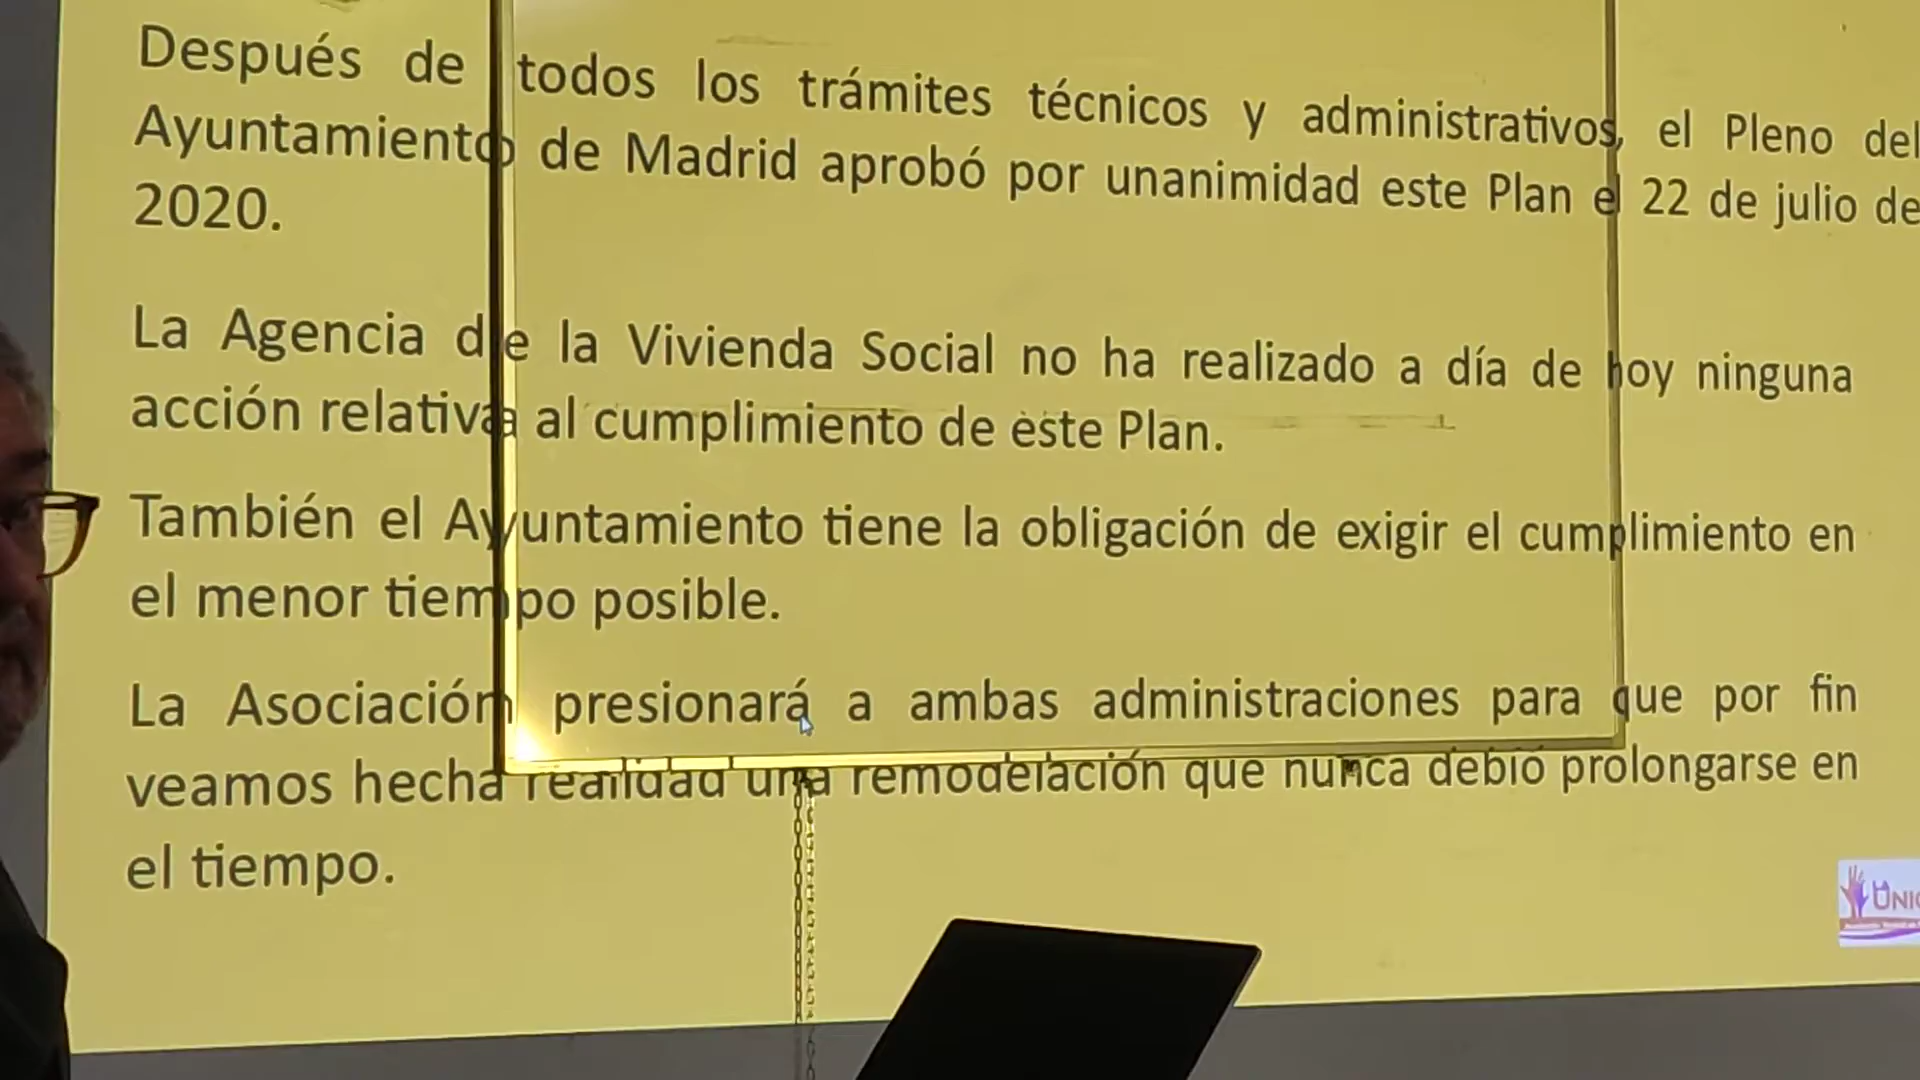 Después de todos los trámites técnicos y administrativos, el Pleno del
Ayuntamiento de Madrid aprobó por unanimidad este Plan el 22 de julio de
2020.
La Agencia de la Vivienda Social no ha realizado a día de hoy ninguna
acción relativa al cumplimiento de este Plan.
También el Ayuntamiento tiene la obligación de exigir el cumplimiento en
el menor tiempo posible.
La Asociación presionará a ambas administraciones para que por fin
veamos hecha realidad una remodelación que nunca debió prolongarse en
el tiempo.